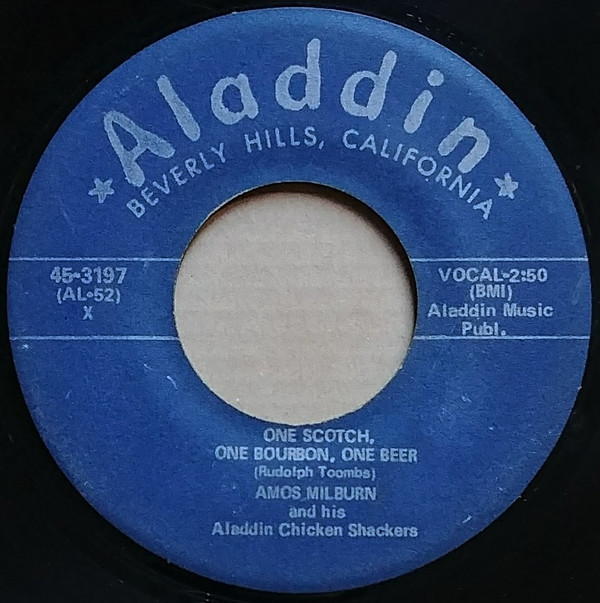 ★Aladdin★
BEVERLY HILLS, CALIFORNIA
45-3197
(AL-52)
X
VOCAL-2:50
(BMI)
Aladdin Music
Publ.
ONE SCOTCH,
ONE BOURBON, ONE BEER
(Rudolph Toombs)
AMOS MILBURN
and his
Aladdin Chicken Shackers